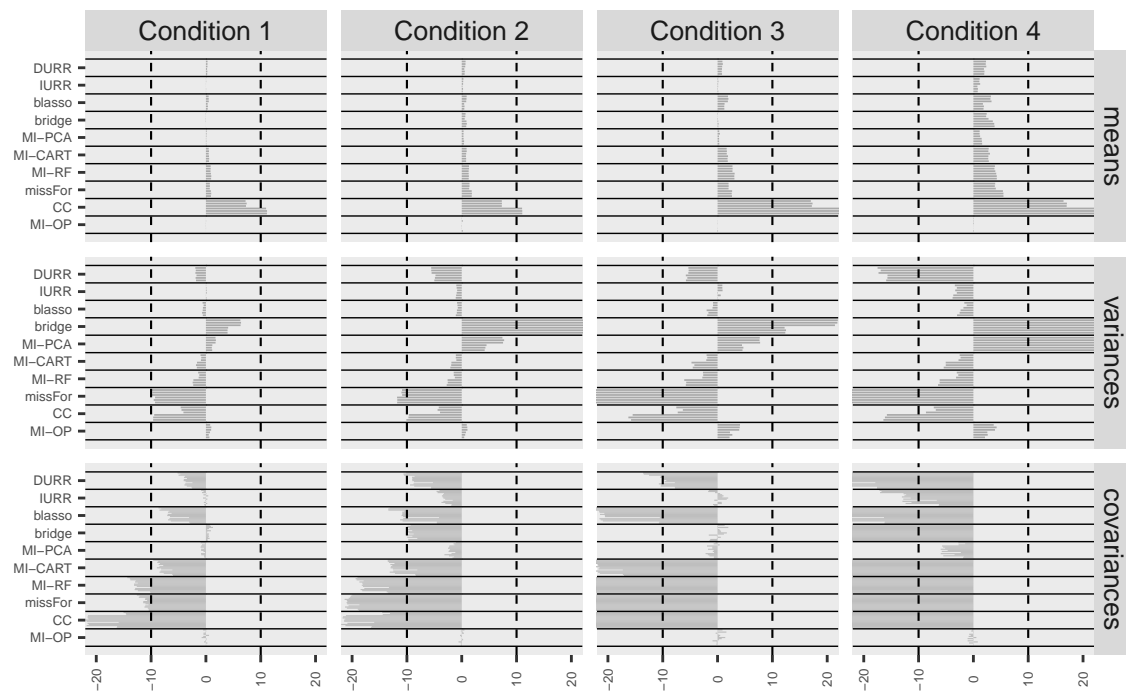 Condition 1
Condition 2
Condition 3
Condition 4
DURR
IURR
blasso
bridge
MI−PCA
MI−CART
MI−RF
missFor
CC
MI−OP
means
DURR
IURR
blasso
bridge
MI−PCA
MI−CART
MI−RF
missFor
CC
MI−OP
variances
DURR
IURR
blasso
bridge
MI−PCA
MI−CART
MI−RF
missFor
CC
MI−OP
covariances
−20 −10 0 10 20
−20 −10 0 10 20
−20 −10 0 10 20
−20 −10 0 10 20